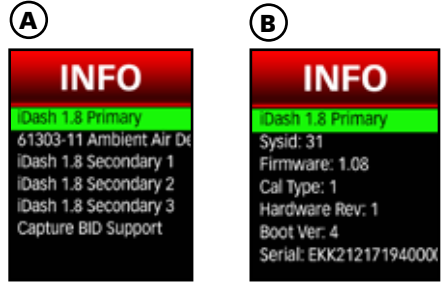 A
INFO
iDash 1.8 Primary
61303-11 Ambient Air De
iDash 1.8 Secondary 1
iDash 1.8 Secondary 2
iDash 1.8 Secondary 3
Capture BID Support
B
INFO
iDash 1.8 Primary
Sysid: 31
Firmware: 1.08
Cal Type: 1
Hardware Rev: 1
Boot Ver: 4
Serial: EKK21217194000